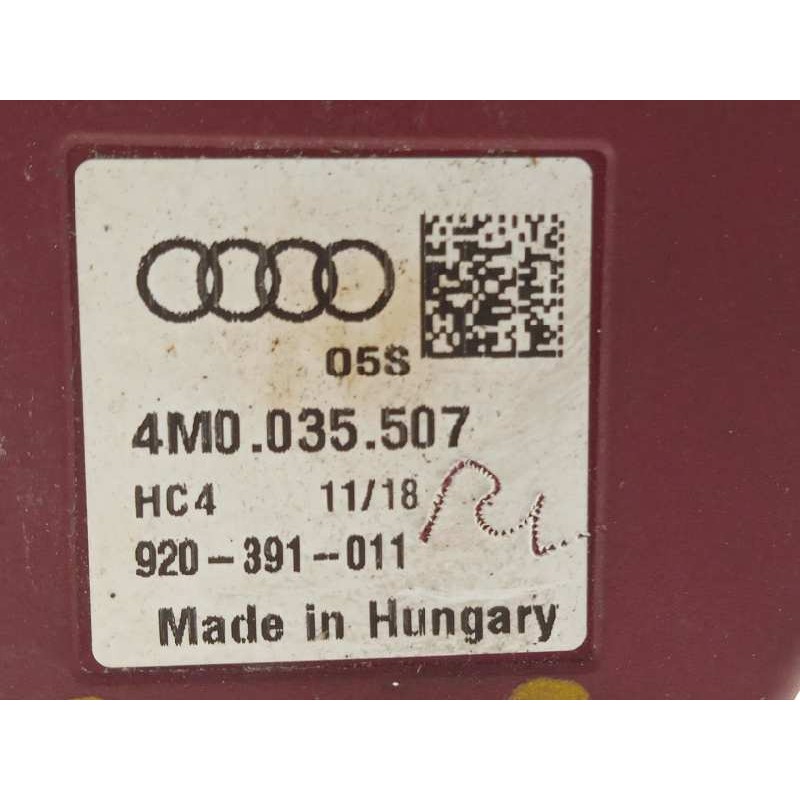 05S
4M0.035.507
HC4 11/18
920-391-011
Made in Hungary